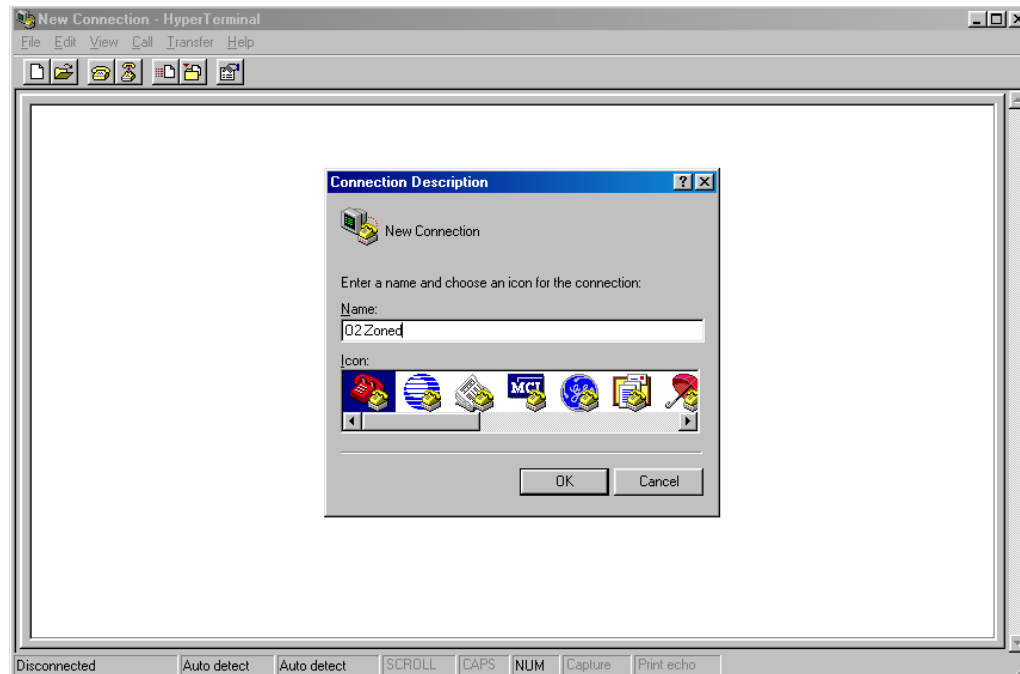 New Connection - HyperTerminal
File Edit View Call Transfer Help
Connection Description
New Connection
Enter a name and choose an icon for the connection:
Name:
O2 Zoned
Icon:
MCI
OK Cancel
Disconnected Auto detect Auto detect SCROLL CAPS NUM Capture Print echo